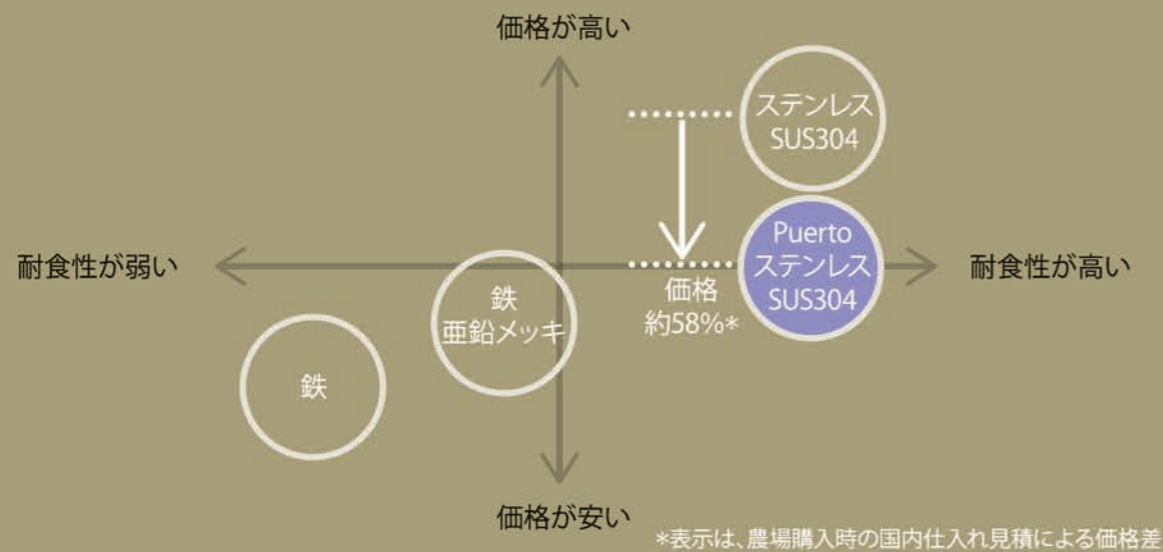 価格が高い
ステンレス
SUS304
Puerto
ステンレス
SUS304
耐食性が弱い
耐食性が高い
価格
約58%*
鉄
亜鉛メッキ
鉄
価格が安い
*表示は、農場購入時の国内仕入れ見積による価格差